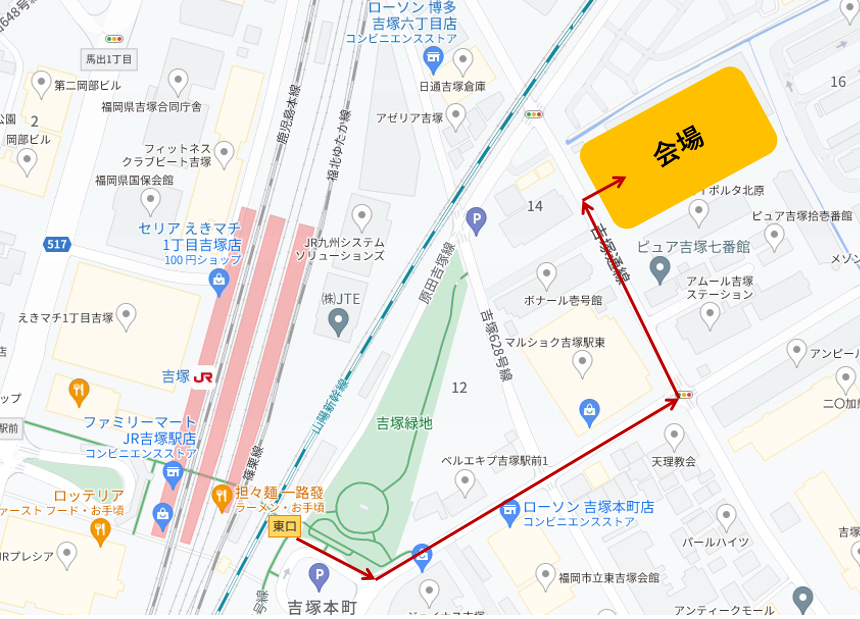 648号線
馬出1丁目
第二岡部ビル
福岡県吉塚合同庁舎
公園
2
岡部ビル
フィットネス
クラブビート吉塚
福岡県国保会館
セリア えきマチ
1丁目吉塚店
100 円ショップ
517
えきマチ1丁目吉塚
吉塚
JR
ファミリーマート
JR吉塚駅店
コンビニエンスストア
駅前
ロッテリア
ファースト フード・お手頃
JRプレシア
鹿児島本線
福北ゆたか線
篠栗線
ローソン 博多
吉塚六丁目店
コンビニエンスストア
日通吉塚倉庫
アゼリア吉塚
JR九州システム
ソリューションズ
㈱JTE
山陽新幹線
原田吉塚線
P
吉塚628号線
12
吉塚緑地
担々麺 一路發
ラーメン・お手頃
東口
P
吉塚本町
号線
ベルエキプ吉塚駅前1
ローソン 吉塚本町店
コンビニエンスストア
福岡市立東吉塚会館
14
ボナール壱号館
マルショク吉塚駅東
吉塚通線
会場
16
ピュア吉塚拾壱番館
ピュア吉塚七番館
アムール吉塚
ステーション
メゾン
アンピール
天理教会
パールハイツ
アンティークモール
吉塚